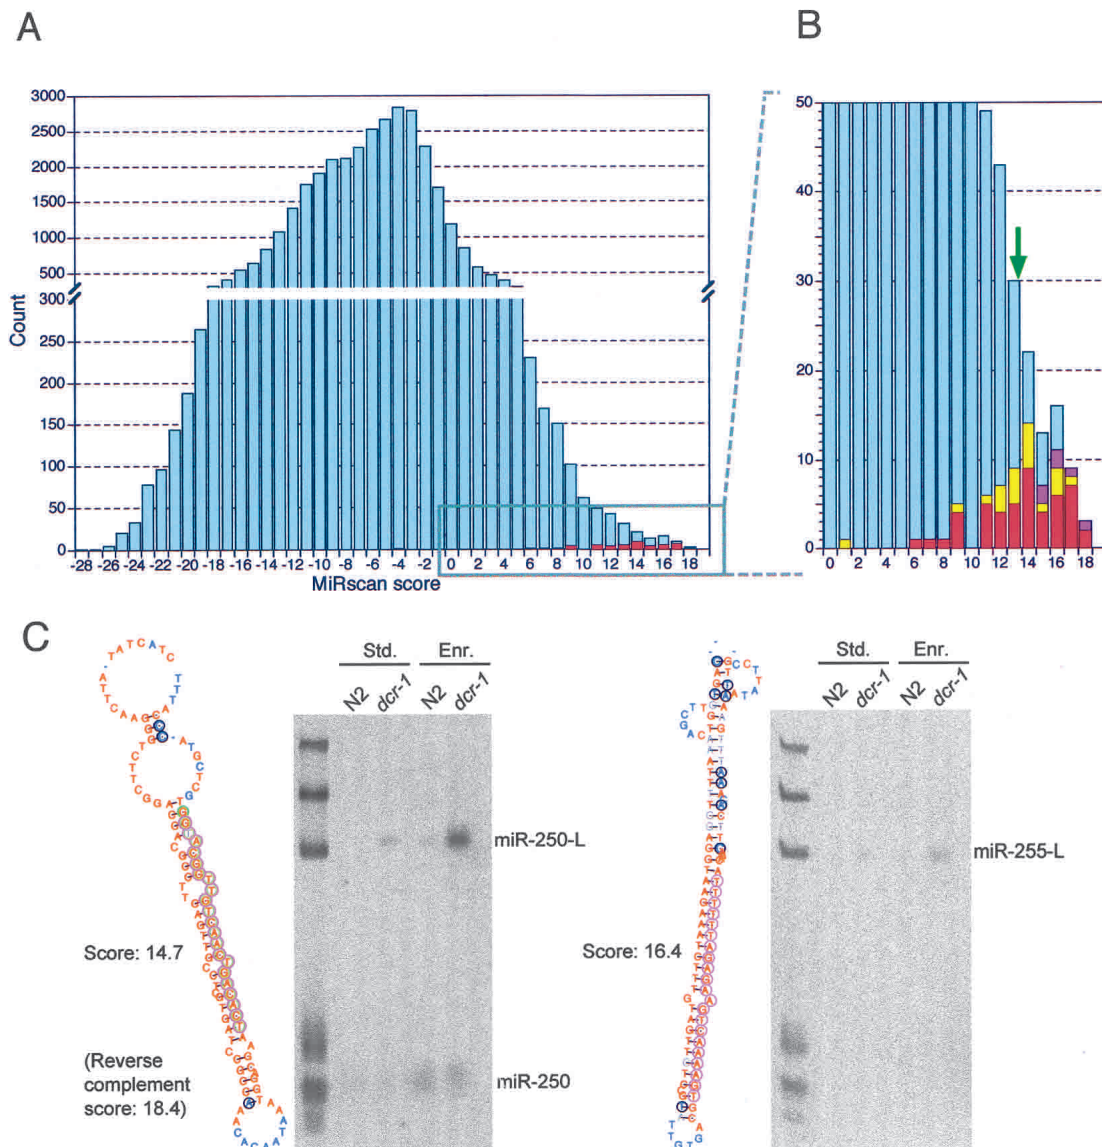 A
B
3000
2500
2000
1500
1000
500
300
250
200
150
100
50
0
Count
-28 -26 -24 -22 -20 -18 -16 -14 -12 -10 -8 -6 -4 -2 0 2 4 6 8 10 12 14 16 18
MiRscan score
50
40
30
20
10
0
0 2 4 6 8 10 12 14 16 18
C
Std. Enr.
N2 dcr-1 N2 dcr-1
miR-250-L
Score: 14.7
(Reverse
complement
score: 18.4)
miR-250
Std. Enr.
N2 dcr-1 N2 dcr-1
miR-255-L
Score: 16.4